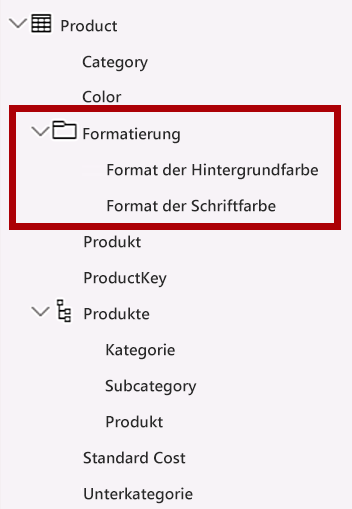 Product
Category
Color
Formatierung
Format der Hintergrundfarbe
Format der Schriftfarbe
Produkt
ProductKey
Produkte
Kategorie
Subcategory
Produkt
Standard Cost
Unterkategorie